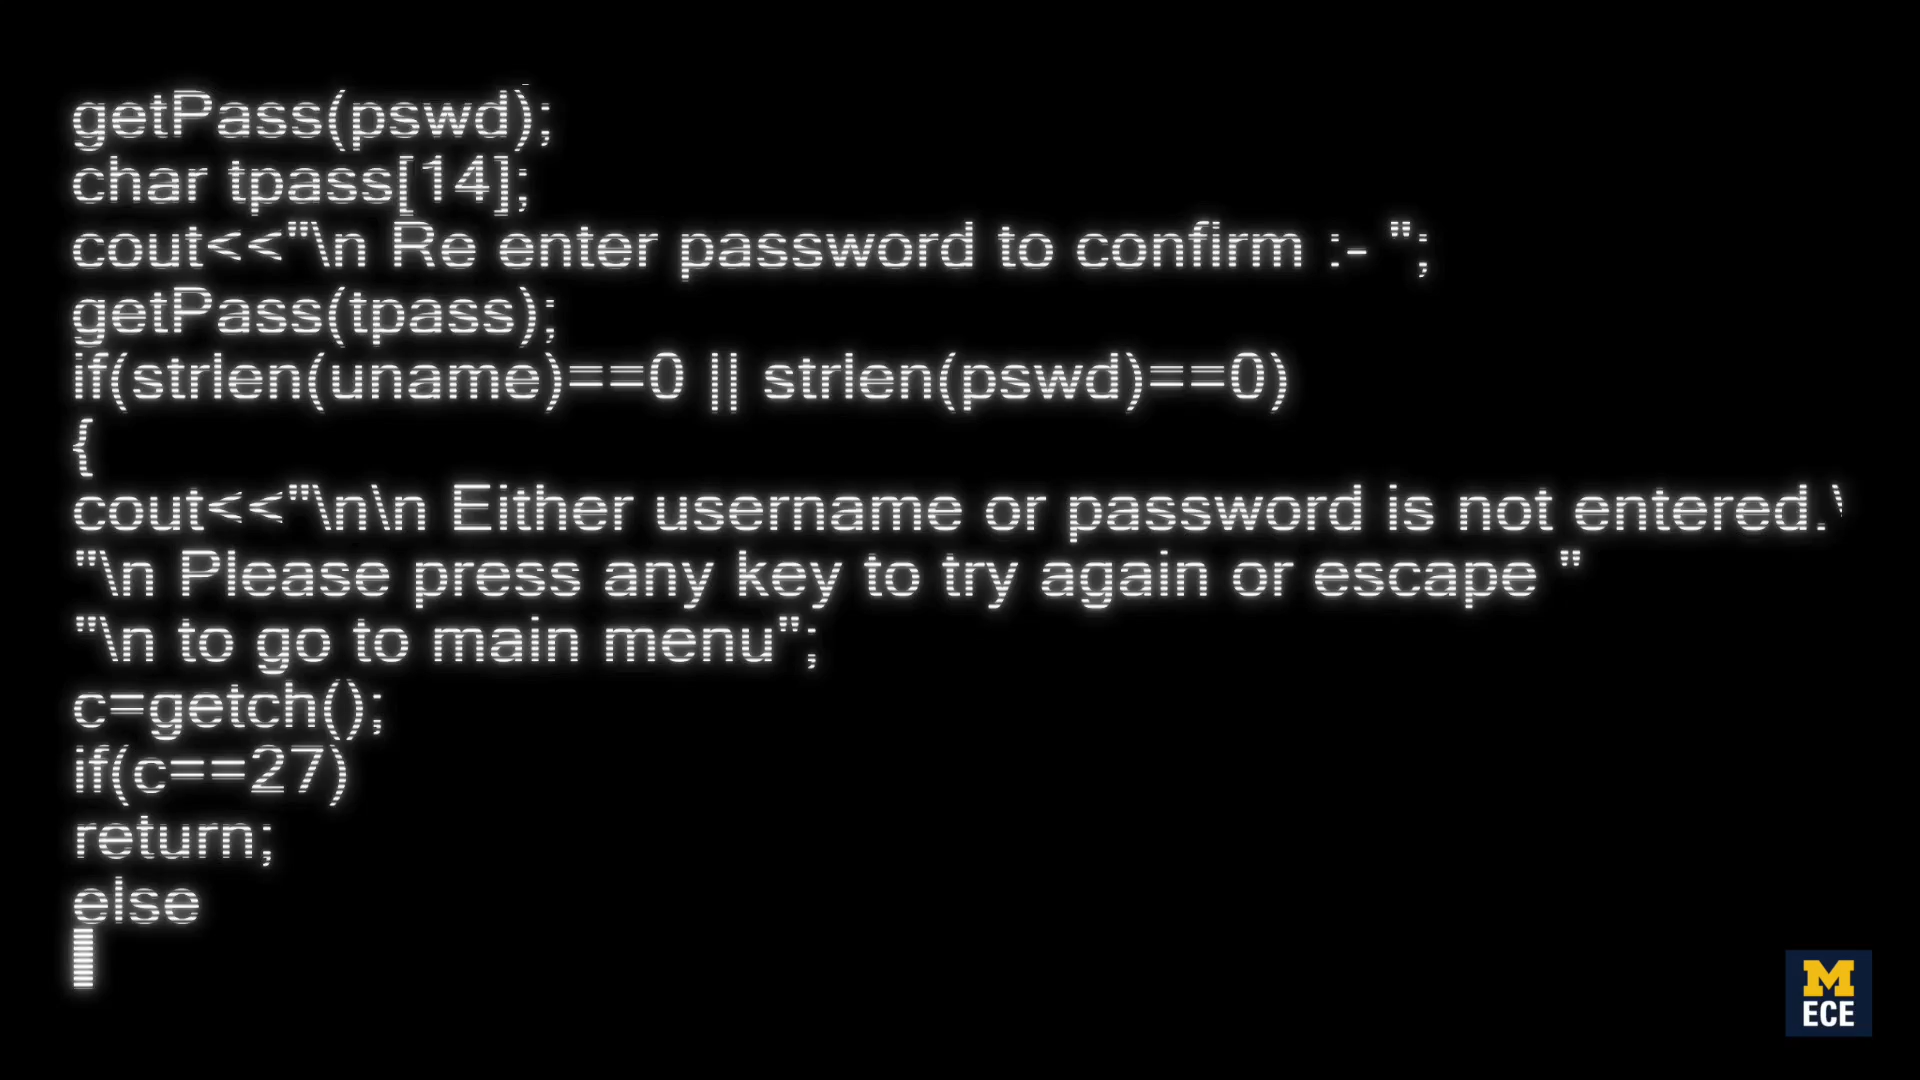 getPass(pswd);
char tpass[14];
cout<<"\n Re enter password to confirm :- ";
getPass(tpass);
if(strlen(uname)==0 || strlen(pswd)==0)
{
cout<<"\n\n Either username or password is not entered.\
"\n Please press any key to try again or escape "
"\n to go to main menu";
c=getch();
if(c==27)
return;
else
M
ECE